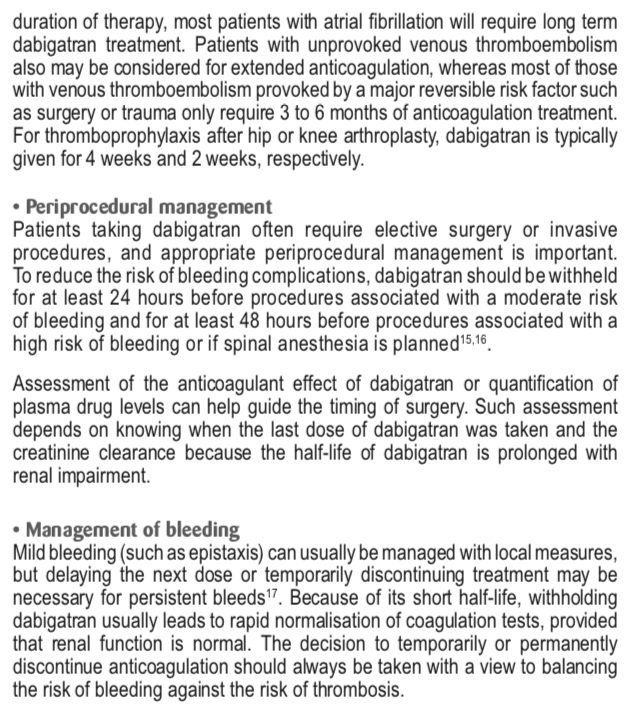 duration of therapy, most patients with atrial fibrillation will require long term
dabigatran treatment. Patients with unprovoked venous thromboembolism
also may be considered for extended anticoagulation, whereas most of those
with venous thromboembolism provoked by a major reversible risk factor such
as surgery or trauma only require 3 to 6 months of anticoagulation treatment.
For thromboprophylaxis after hip or knee arthroplasty, dabigatran is typically
given for 4 weeks and 2 weeks, respectively.
• Periprocedural management
Patients taking dabigatran often require elective surgery or invasive
procedures, and appropriate periprocedural management is important.
To reduce the risk of bleeding complications, dabigatran should be withheld
for at least 24 hours before procedures associated with a moderate risk
of bleeding and for at least 48 hours before procedures associated with a
high risk of bleeding or if spinal anesthesia is planned15,16.
Assessment of the anticoagulant effect of dabigatran or quantification of
plasma drug levels can help guide the timing of surgery. Such assessment
depends on knowing when the last dose of dabigatran was taken and the
creatinine clearance because the half-life of dabigatran is prolonged with
renal impairment.
• Management of bleeding
Mild bleeding (such as epistaxis) can usually be managed with local measures,
but delaying the next dose or temporarily discontinuing treatment may be
necessary for persistent bleeds17. Because of its short half-life, withholding
dabigatran usually leads to rapid normalisation of coagulation tests, provided
that renal function is normal. The decision to temporarily or permanently
discontinue anticoagulation should always be taken with a view to balancing
the risk of bleeding against the risk of thrombosis.